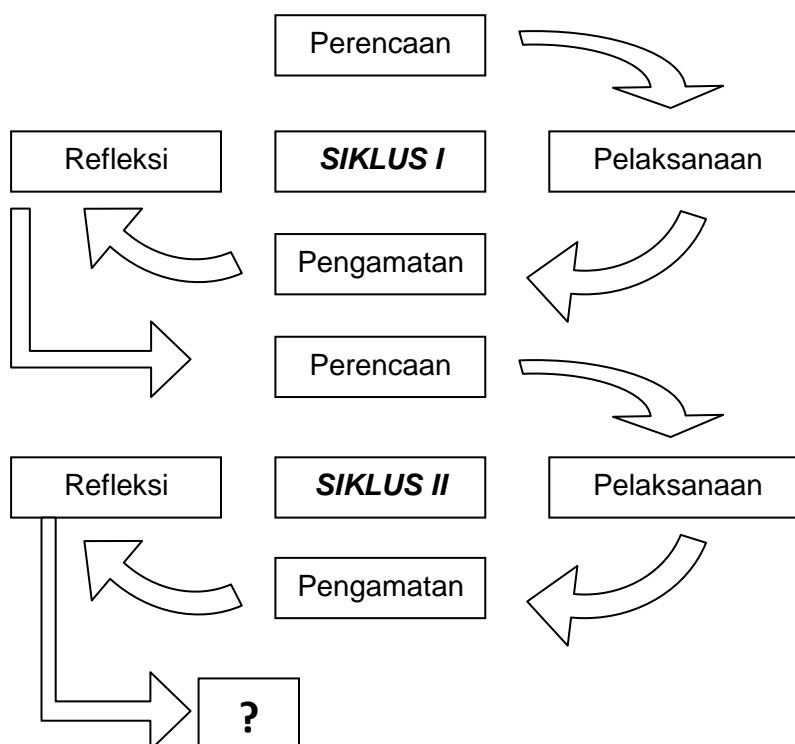 Perencaan
Refleksi
SIKLUS I
Pelaksanaan
Pengamatan
Perencaan
Refleksi
SIKLUS II
Pelaksanaan
Pengamatan
?